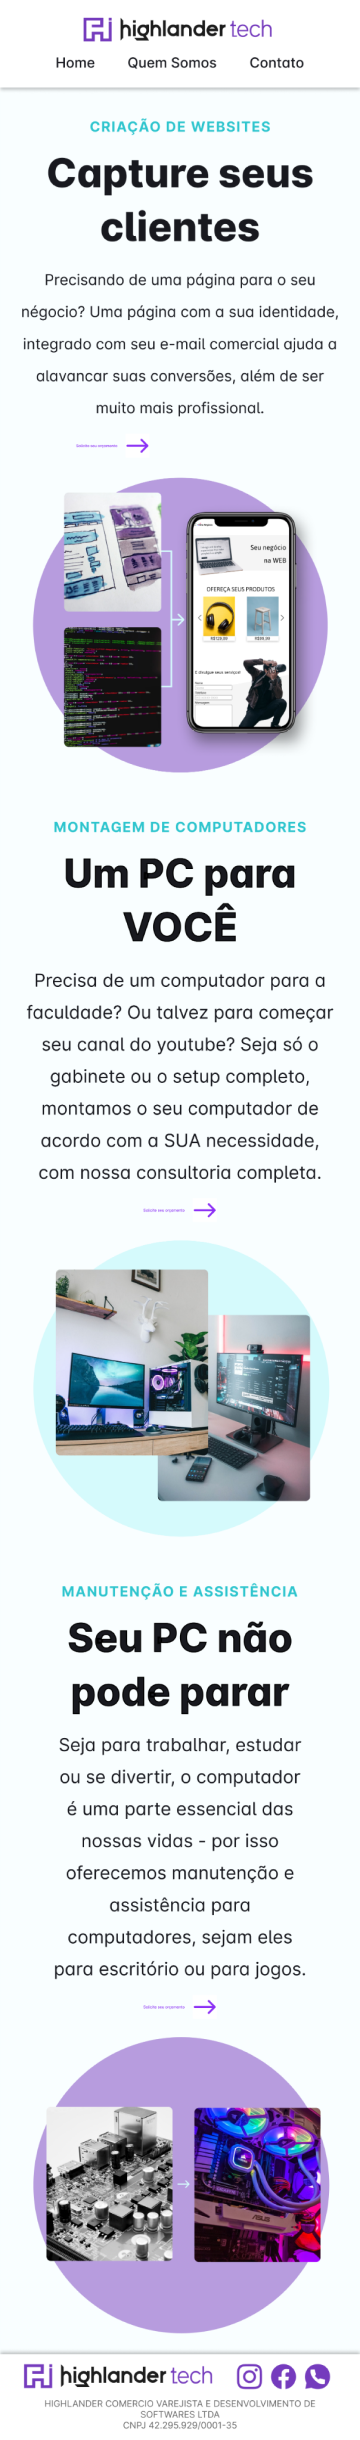 highlander tech
Home Quem Somos Contato
CRIAÇÃO DE WEBSITES
Capture seus
clientes
Precisando de uma página para o seu
négocio? Uma página com a sua identidade,
integrado com seu e-mail comercial ajuda a
alavancar suas conversões, além de ser
muito mais profissional.
Solicite seu orçamento
Seu negócio
na WEB
OFEREÇA SEUS PRODUTOS
E divulgue seus serviços!
MONTAGEM DE COMPUTADORES
Um PC para
VOCÊ
Precisa de um computador para a
faculdade? Ou talvez para começar
seu canal do youtube? Seja só o
gabinete ou o setup completo,
montamos o seu computador de
acordo com a SUA necessidade,
com nossa consultoria completa.
Solicite seu orçamento
MANUTENÇÃO E ASSISTÊNCIA
Seu PC não
pode parar
Seja para trabalhar, estudar
ou se divertir, o computador
é uma parte essencial das
nossas vidas - por isso
oferecemos manutenção e
assistência para
computadores, sejam eles
para escritório ou para jogos.
Solicite seu orçamento
highlander tech
HIGHLANDER COMERCIO VAREJISTA E DESENVOLVIMENTO DE
SOFTWARES LTDA
CNPJ 42.295.929/0001-35